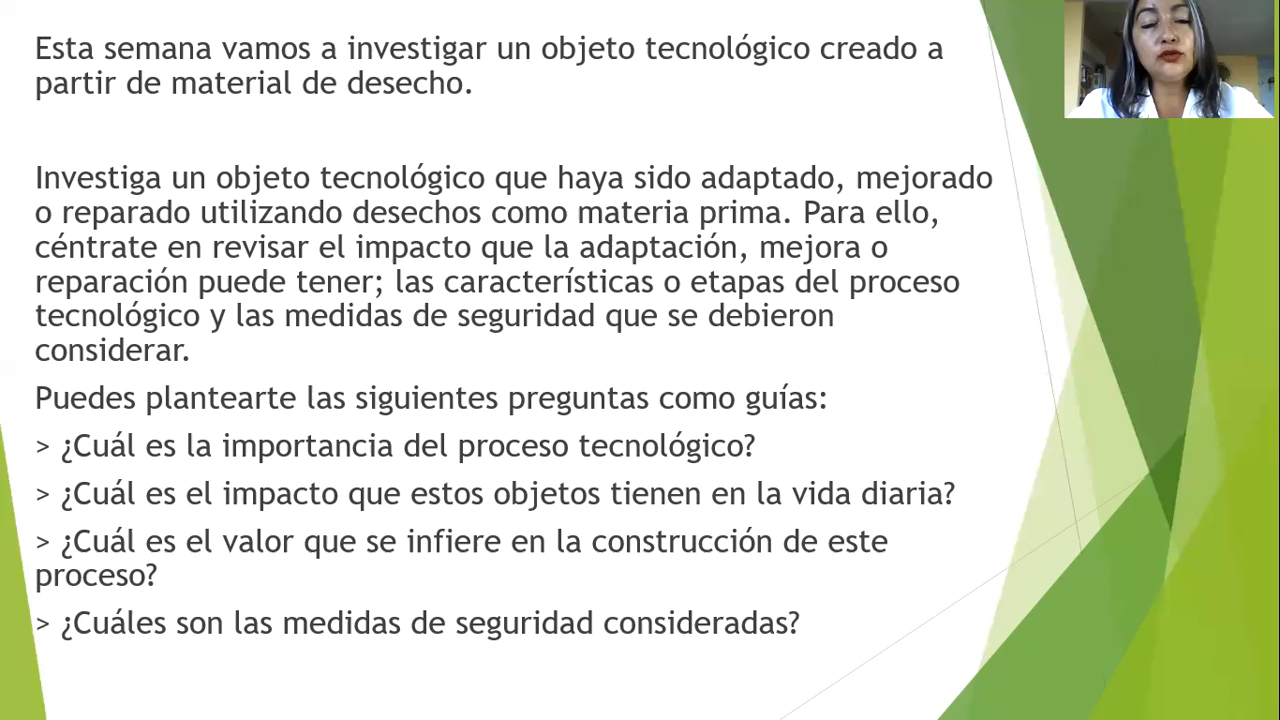 Esta semana vamos a investigar un objeto tecnológico creado a
partir de material de desecho.
Investiga un objeto tecnológico que haya sido adaptado, mejorado
o reparado utilizando desechos como materia prima. Para ello,
céntrate en revisar el impacto que la adaptación, mejora o
reparación puede tener; las características o etapas del proceso
tecnológico y las medidas de seguridad que se debieron
considerar.
Puedes plantearte las siguientes preguntas como guías:
> ¿Cuál es la importancia del proceso tecnológico?
> ¿Cuál es el impacto que estos objetos tienen en la vida diaria?
> ¿Cuál es el valor que se infiere en la construcción de este
proceso?
> ¿Cuáles son las medidas de seguridad consideradas?